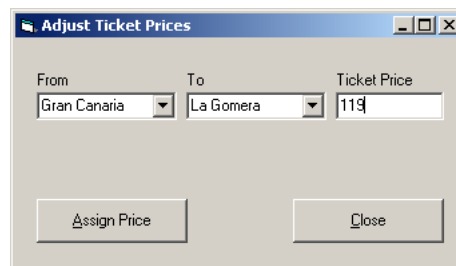 Adjust Ticket Prices
From To Ticket Price
Gran Canaria La Gomera 119
Assign Price Close